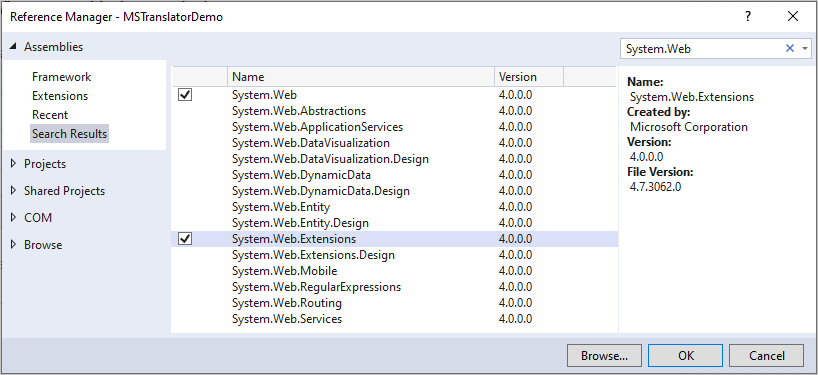 Reference Manager - MSTranslatorDemo
Assemblies
Framework
Extensions
Recent
Search Results
Projects
Shared Projects
COM
Browse
Name Version
System.Web 4.0.0.0
System.Web.Abstractions 4.0.0.0
System.Web.ApplicationServices 4.0.0.0
System.Web.DataVisualization 4.0.0.0
System.Web.DataVisualization.Design 4.0.0.0
System.Web.DynamicData 4.0.0.0
System.Web.DynamicData.Design 4.0.0.0
System.Web.Entity 4.0.0.0
System.Web.Entity.Design 4.0.0.0
System.Web.Extensions 4.0.0.0
System.Web.Extensions.Design 4.0.0.0
System.Web.Mobile 4.0.0.0
System.Web.RegularExpressions 4.0.0.0
System.Web.Routing 4.0.0.0
System.Web.Services 4.0.0.0
System.Web
Name:
System.Web.Extensions
Created by:
Microsoft Corporation
Version:
4.0.0.0
File Version:
4.7.3062.0
Browse... OK Cancel